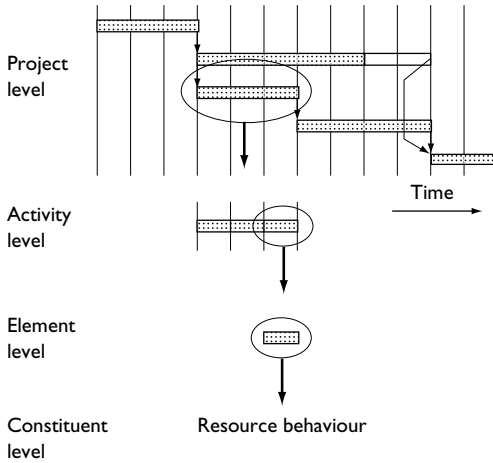 Project
level
Time
Activity
level
Element
level
Constituent
level
Resource behaviour